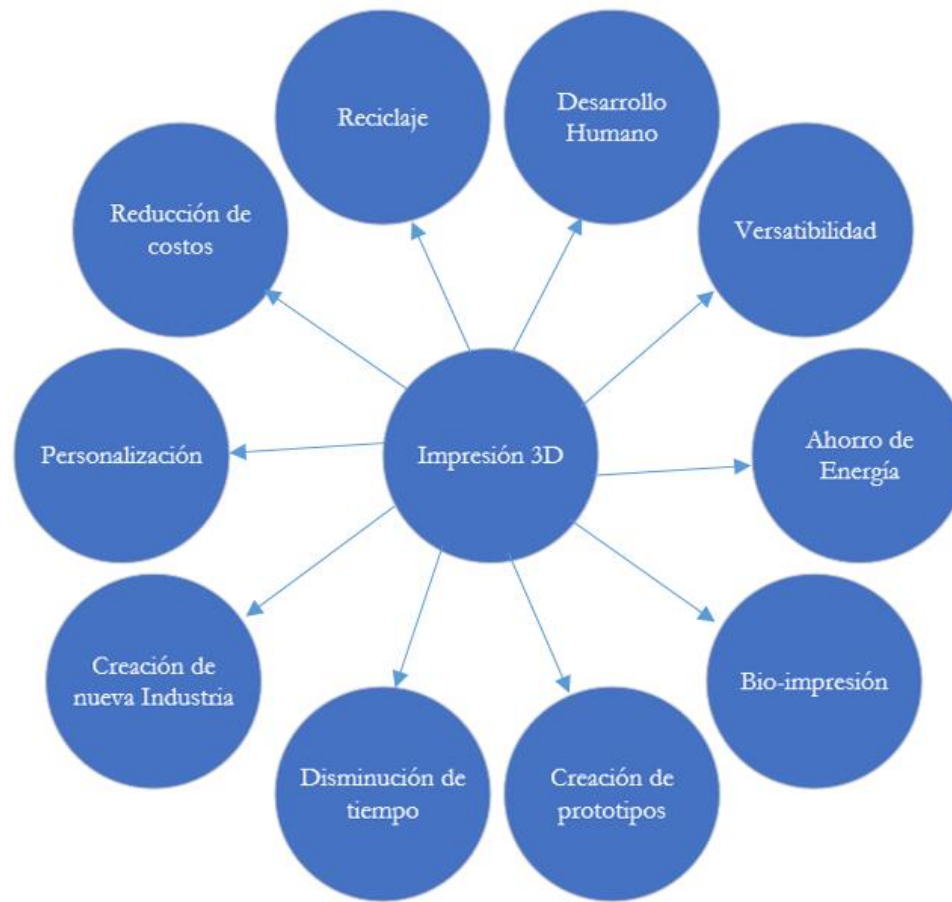 Reciclaje
Desarrollo
Humano
Reducción de
costos
Versatibilidad
Personalización
Impresión 3D
Ahorro de
Energía
Creación de
nueva Industria
Bio-impresión
Disminución de
tiempo
Creación de
prototipos